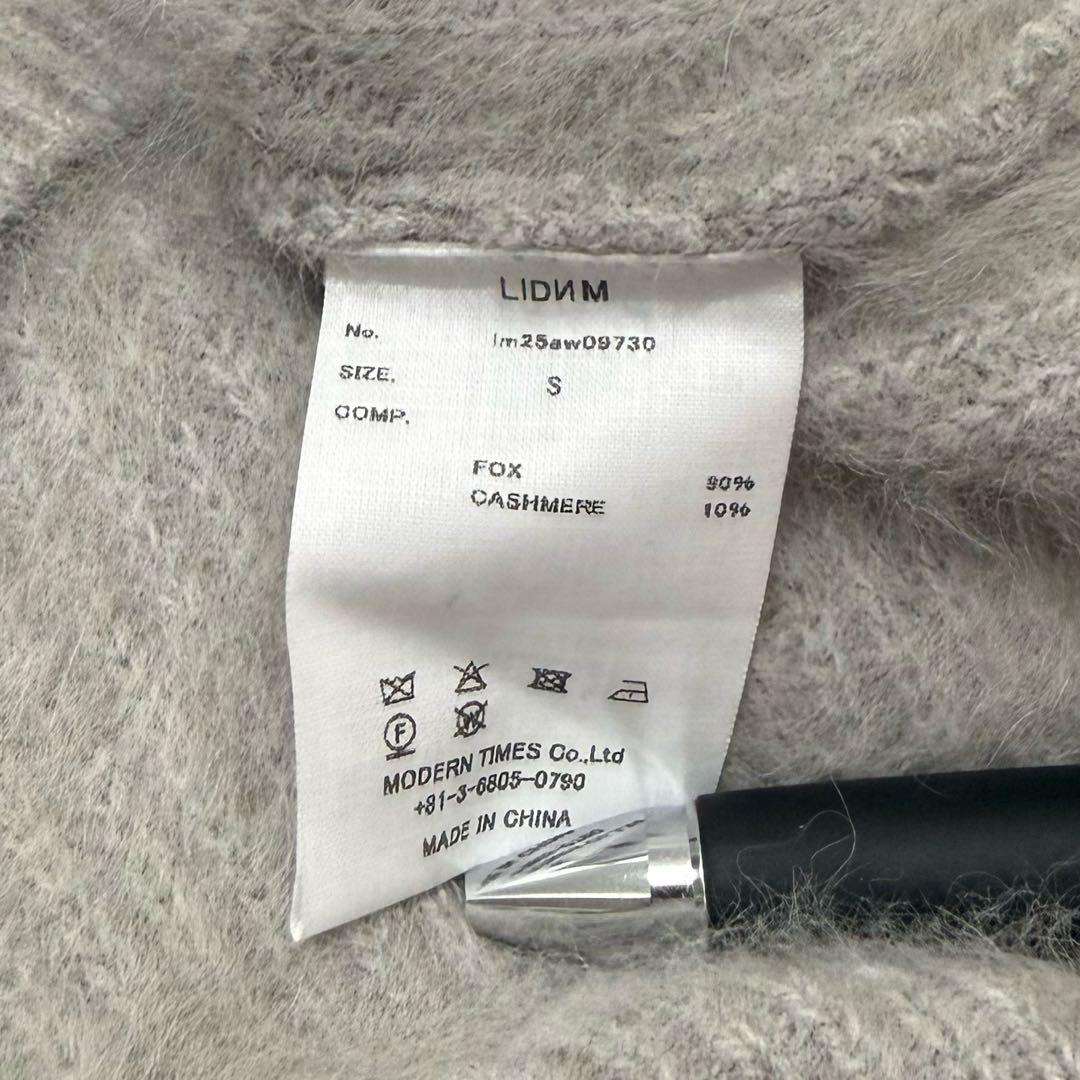 LIDИM
No. lm25aw09730
SIZE. S
COMP.
FOX 90%
CASHMERE 10%
F
W
MODERN TIMES Co.,Ltd
+81-3-6805-0790
MADE IN CHINA